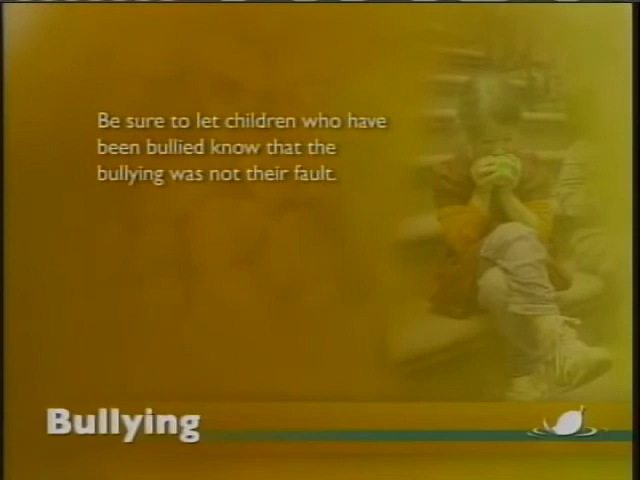 Be sure to let children who have
been bullied know that the
bullying was not their fault.
Bullying